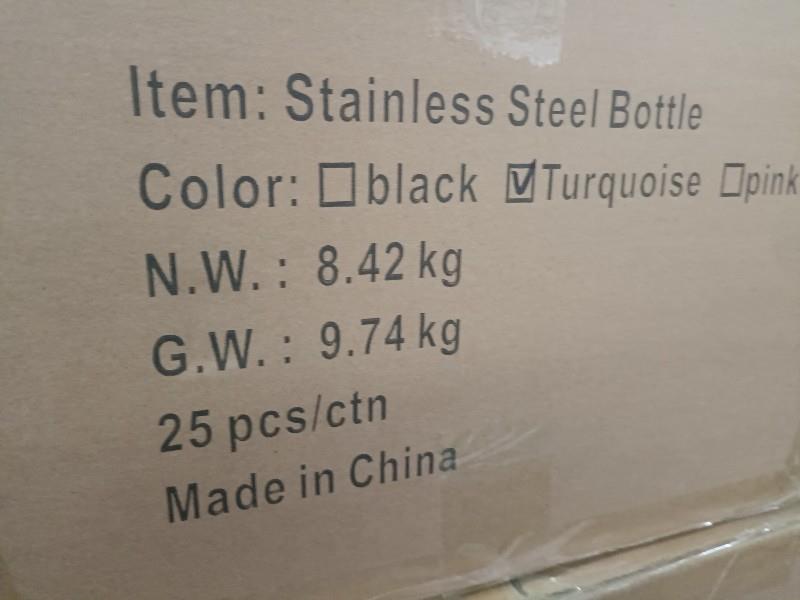 Item: Stainless Steel Bottle
Color: ☐black ☑Turquoise ☐pink
N.W. : 8.42 kg
G.W. : 9.74 kg
25 pcs/ctn
Made in China